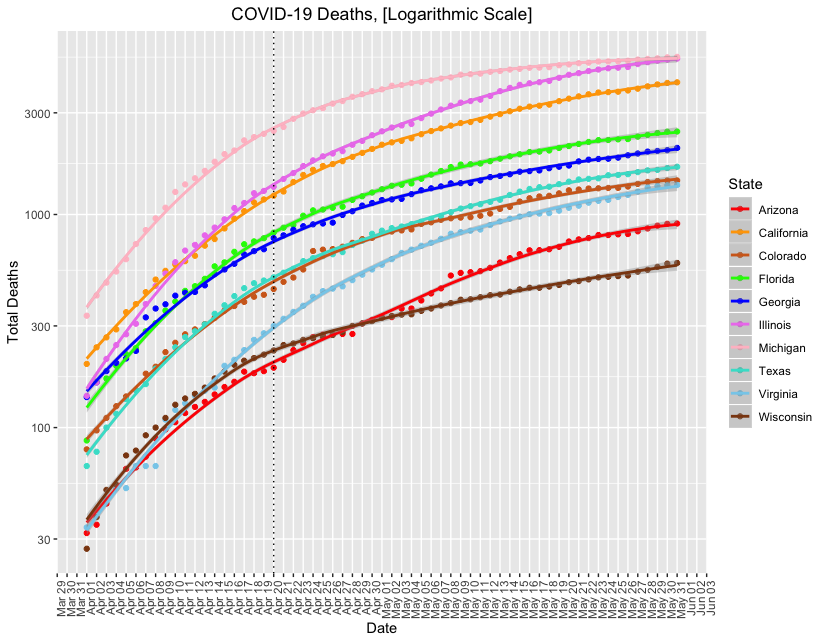 COVID-19 Deaths, [Logarithmic Scale]
3000
1000
300
100
30
Total Deaths
Mar 29
Mar 30
Mar 31
Apr 01
Apr 02
Apr 03
Apr 04
Apr 05
Apr 06
Apr 07
Apr 08
Apr 09
Apr 10
Apr 11
Apr 12
Apr 13
Apr 14
Apr 15
Apr 16
Apr 17
Apr 18
Apr 19
Apr 20
Apr 21
Apr 22
Apr 23
Apr 24
Apr 25
Apr 26
Apr 27
Apr 28
Apr 29
Apr 30
May 01
May 02
May 03
May 04
May 05
May 06
May 07
May 08
May 09
May 10
May 11
May 12
May 13
May 14
May 15
May 16
May 17
May 18
May 19
May 20
May 21
May 22
May 23
May 24
May 25
May 26
May 27
May 28
May 29
May 30
May 31
Jun 01
Jun 02
Jun 03
Date
State
Arizona
California
Colorado
Florida
Georgia
Illinois
Michigan
Texas
Virginia
Wisconsin